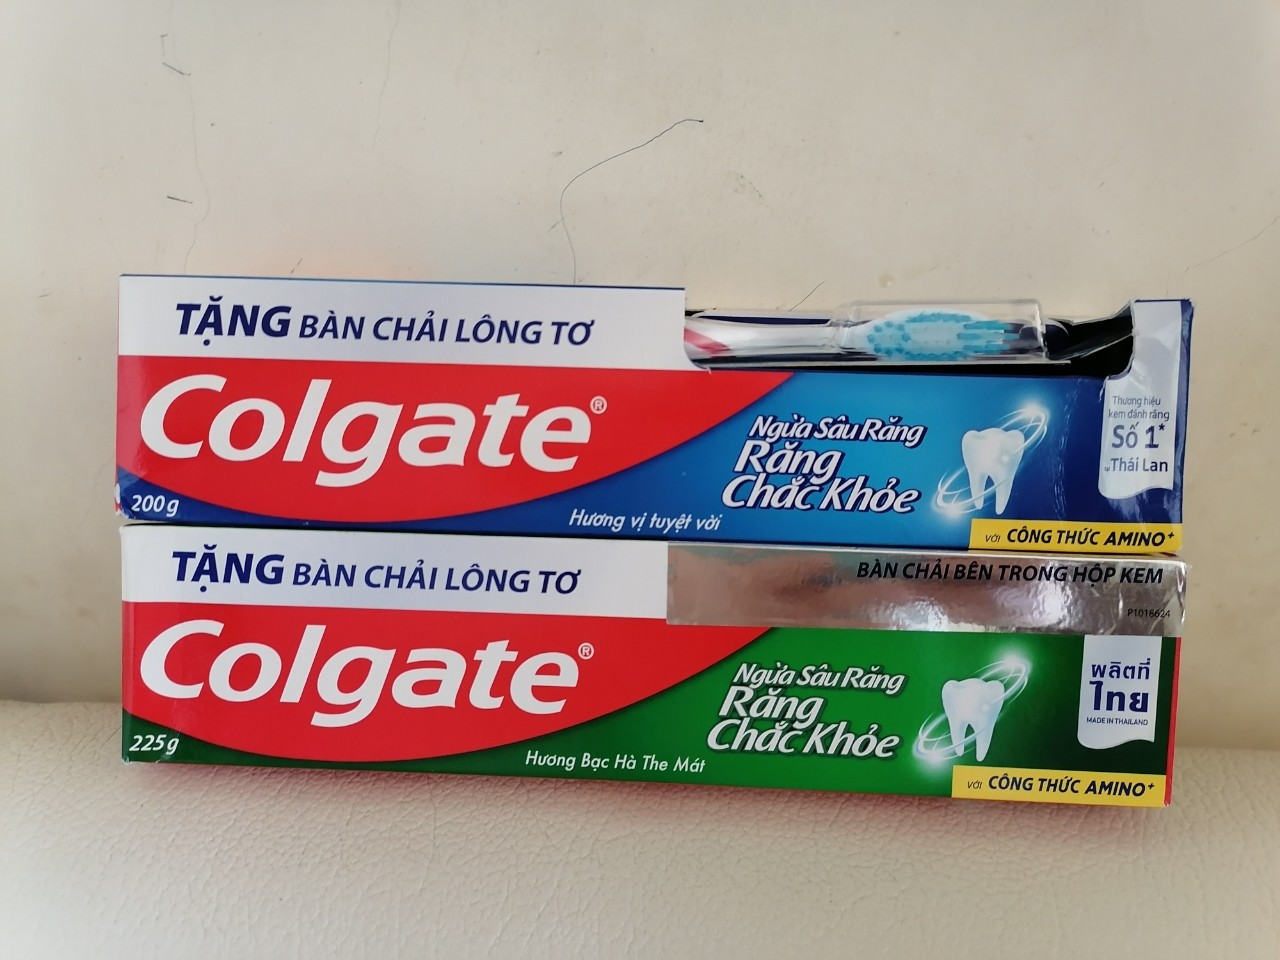 TẶNG BÀN CHẢI LÔNG TƠ
Colgate®
Ngừa Sâu Răng
Răng
Chắc Khỏe
Thương hiệu
kem đánh răng
Số 1*
tại Thái Lan
200 g
Hương vị tuyệt vời
với CÔNG THỨC AMINO+
TẶNG BÀN CHẢI LÔNG TƠ
BÀN CHẢI BÊN TRONG HỘP KEM
P1018624
Colgate®
Ngừa Sâu Răng
Răng
Chắc Khỏe
ผลิตที่
ไทย
MADE IN THAILAND
225 g
Hương Bạc Hà The Mát
với CÔNG THỨC AMINO+